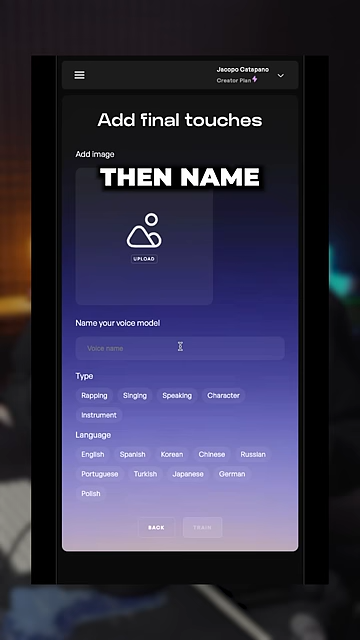 Jacopo Catapano
Creator Plan
Add final touches
Add image
THEN NAME
UPLOAD
Name your voice model
Voice name
Type
Rapping Singing Speaking Character
Instrument
Language
English Spanish Korean Chinese Russian
Portuguese Turkish Japanese German
Polish
BACK TRAIN